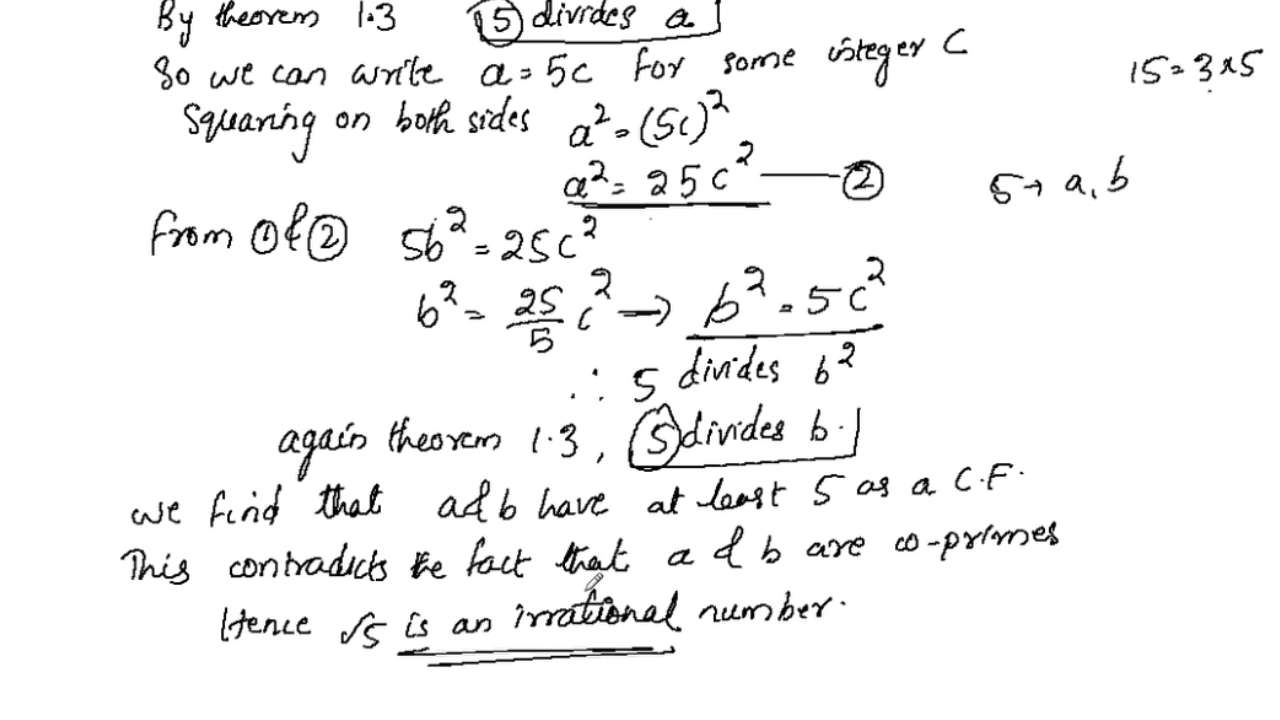 By theorem 1.3 5 divides a
So we can write a = 5c for some integer C
15 = 3 x 5
Squaring on both sides a² = (5c)²
a² = 25c² — ②
5 → a, b
from ① & ② 5b² = 25c²
b² = 25/5 c² → b² = 5c²
∴ 5 divides b²
again theorem 1.3, 5 divides b.
we find that a & b have at least 5 as a C.F.
This contradicts the fact that a & b are co-primes
Hence √5 is an irrational number.